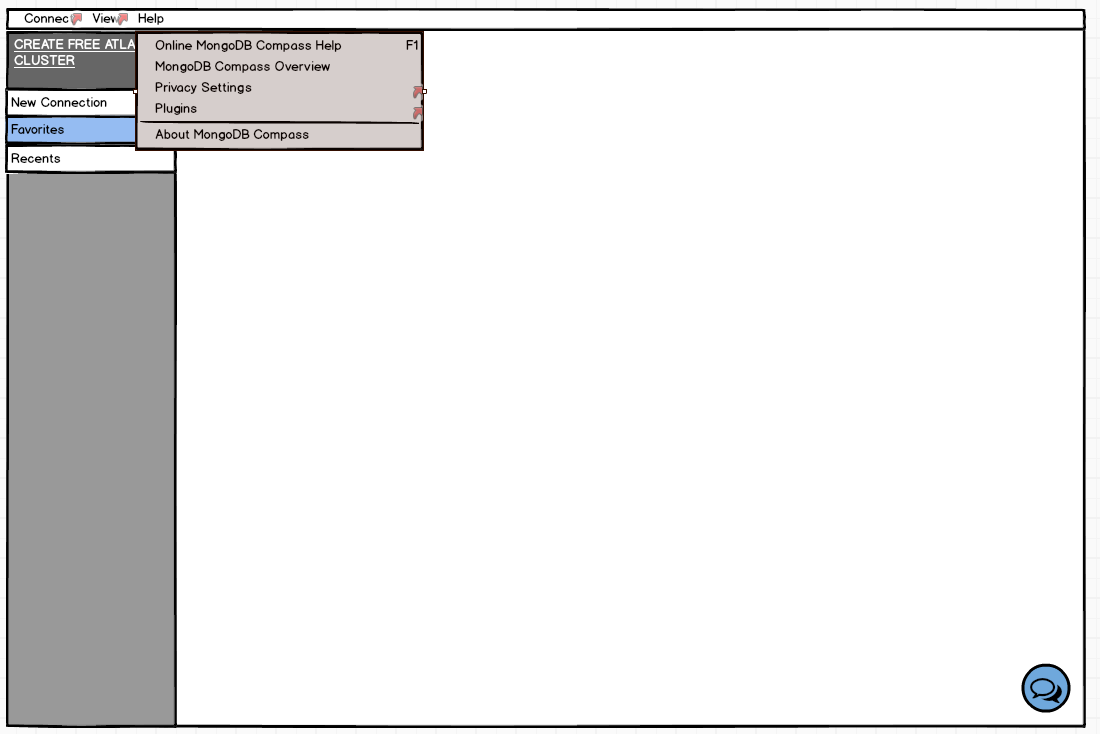 Connec View Help
CREATE FREE ATLA
CLUSTER
Online MongoDB Compass Help F1
MongoDB Compass Overview
Privacy Settings
Plugins
About MongoDB Compass
New Connection
Favorites
Recents